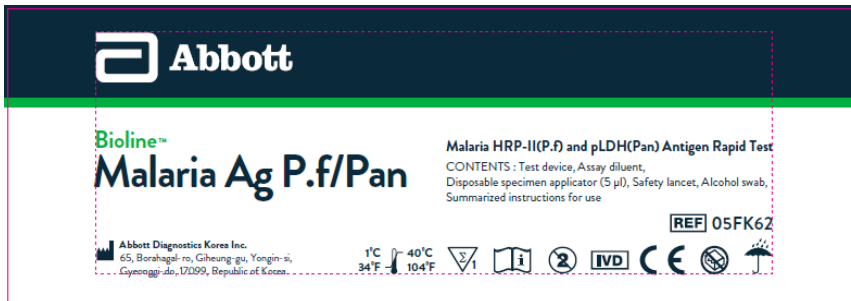 Abbott
Bioline™
Malaria Ag P.f/Pan
Malaria HRP-II(P.f) and pLDH(Pan) Antigen Rapid Test
CONTENTS : Test device, Assay diluent,
Disposable specimen applicator (5 µl), Safety lancet, Alcohol swab,
Summarized instructions for use
REF 05FK62
Abbott Diagnostics Korea Inc.
65, Borahagal-ro, Giheung-gu, Yongin-si,
Gyeonggi-do, 17099, Republic of Korea
1°C 40°C
34°F 104°F
Σ 1
i
2
IVD
CE